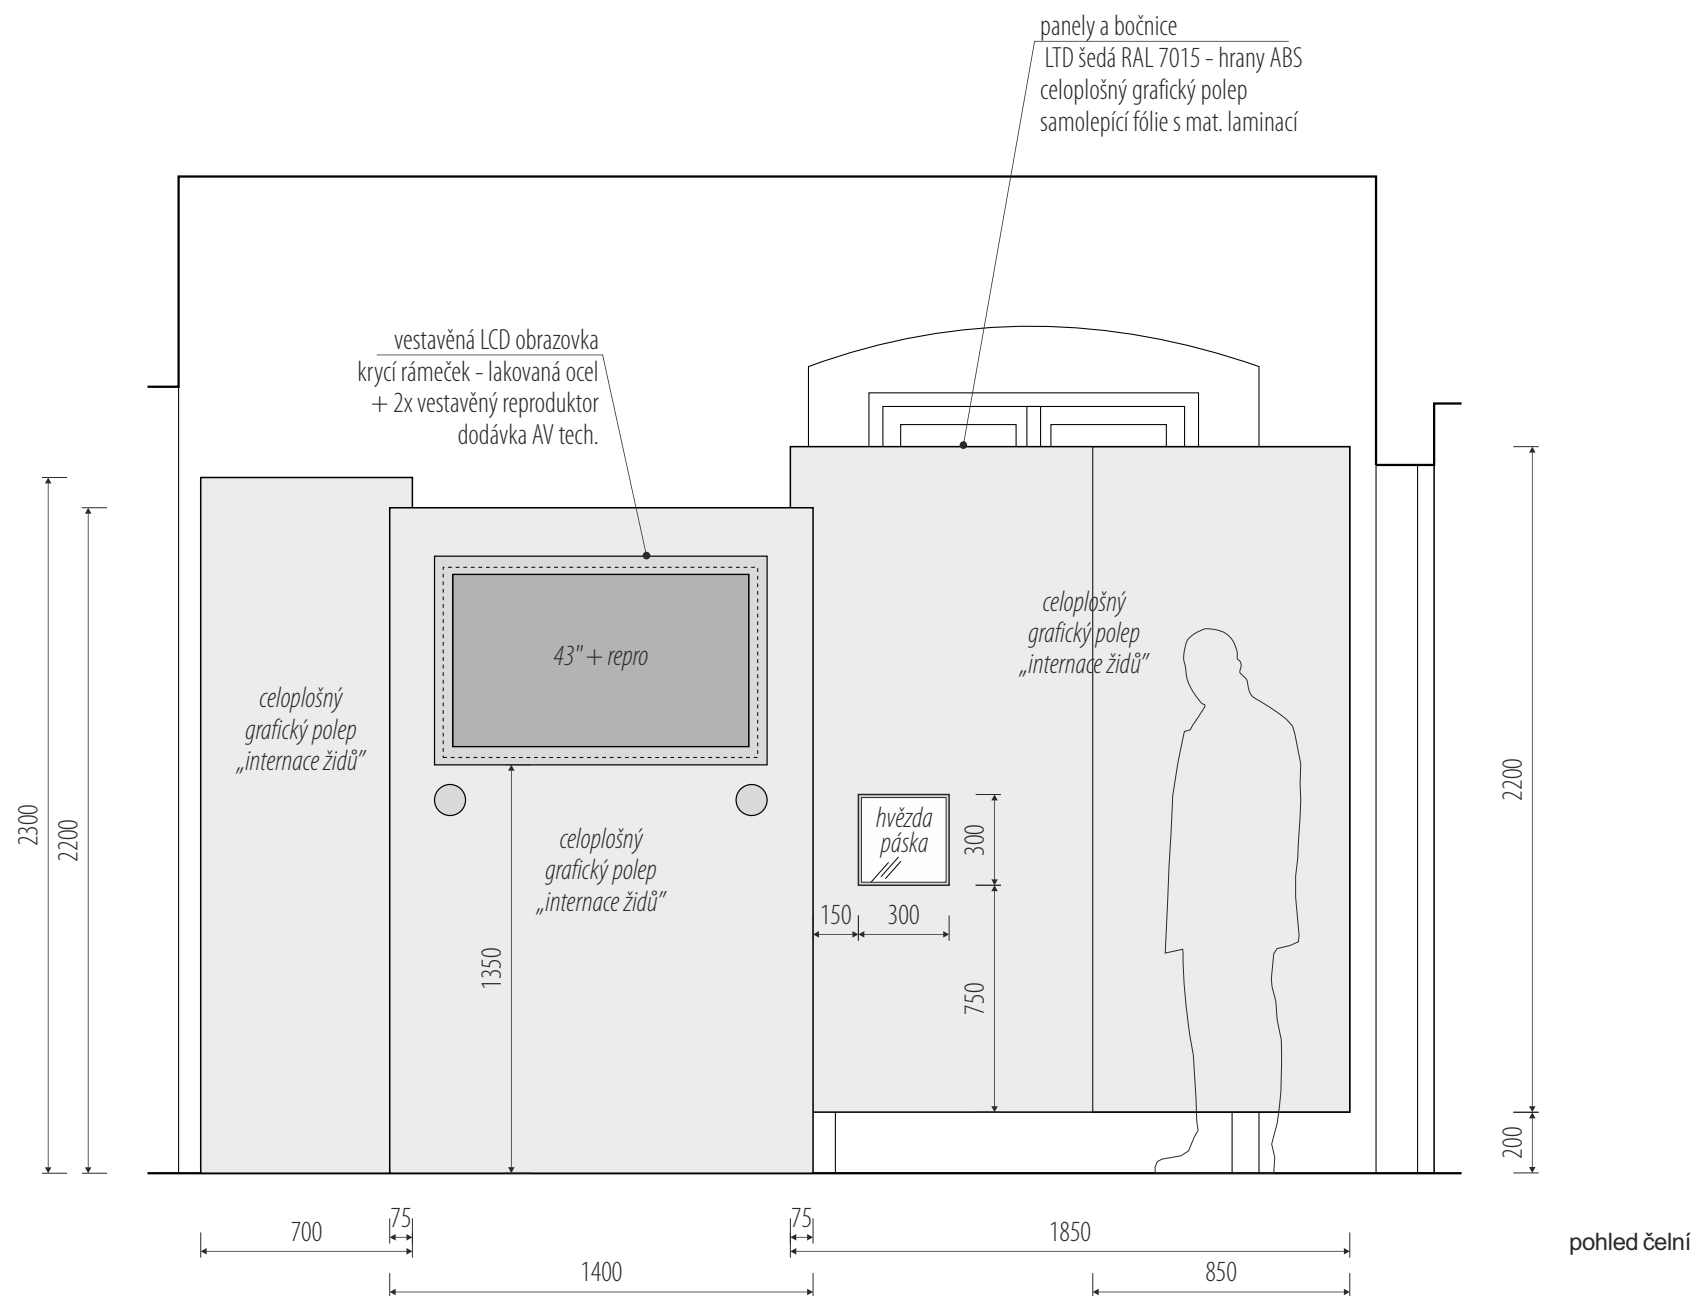 panely a bočnice
LTD šedá RAL 7015 - hrany ABS
celoplošný grafický polep
samolepící fólie s mat. laminací
vestavěná LCD obrazovka
krycí rámeček - lakovaná ocel
+ 2x vestavěný reproduktor
dodávka AV tech.
43" + repro
celoplošný
grafický polep
„internace židů"
celoplošný
grafický polep
„internace židů"
celoplošný
grafický polep
„internace židů"
hvězda
páska
300
150
300
750
1350
2300
2200
2200
200
700
75
75
1850
1400
850
pohled čelní